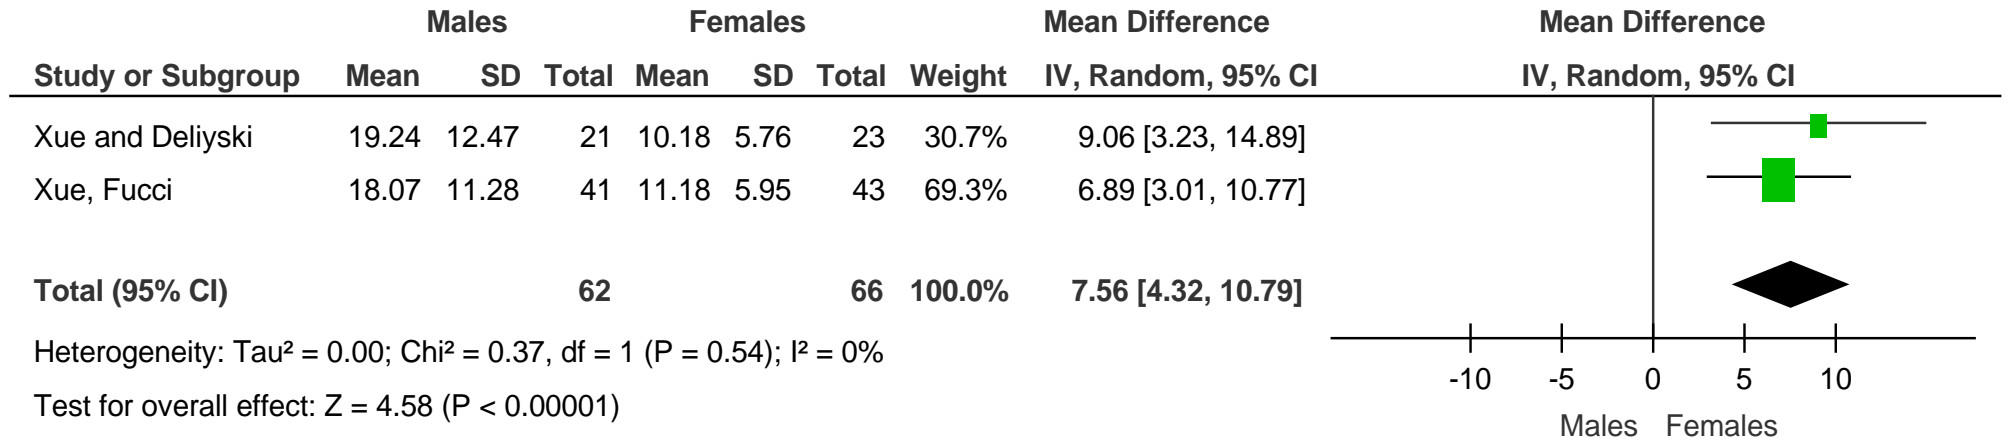 Males Females Mean Difference Mean Difference
Study or Subgroup Mean SD Total Mean SD Total Weight IV, Random, 95% CI IV, Random, 95% CI
Xue and Deliyski 19.24 12.47 21 10.18 5.76 23 30.7% 9.06 [3.23, 14.89]
Xue, Fucci 18.07 11.28 41 11.18 5.95 43 69.3% 6.89 [3.01, 10.77]
Total (95% CI) 62 66 100.0% 7.56 [4.32, 10.79]
Heterogeneity: Tau² = 0.00; Chi² = 0.37, df = 1 (P = 0.54); I² = 0%
-10 -5 0 5 10
Test for overall effect: Z = 4.58 (P < 0.00001)
Males Females